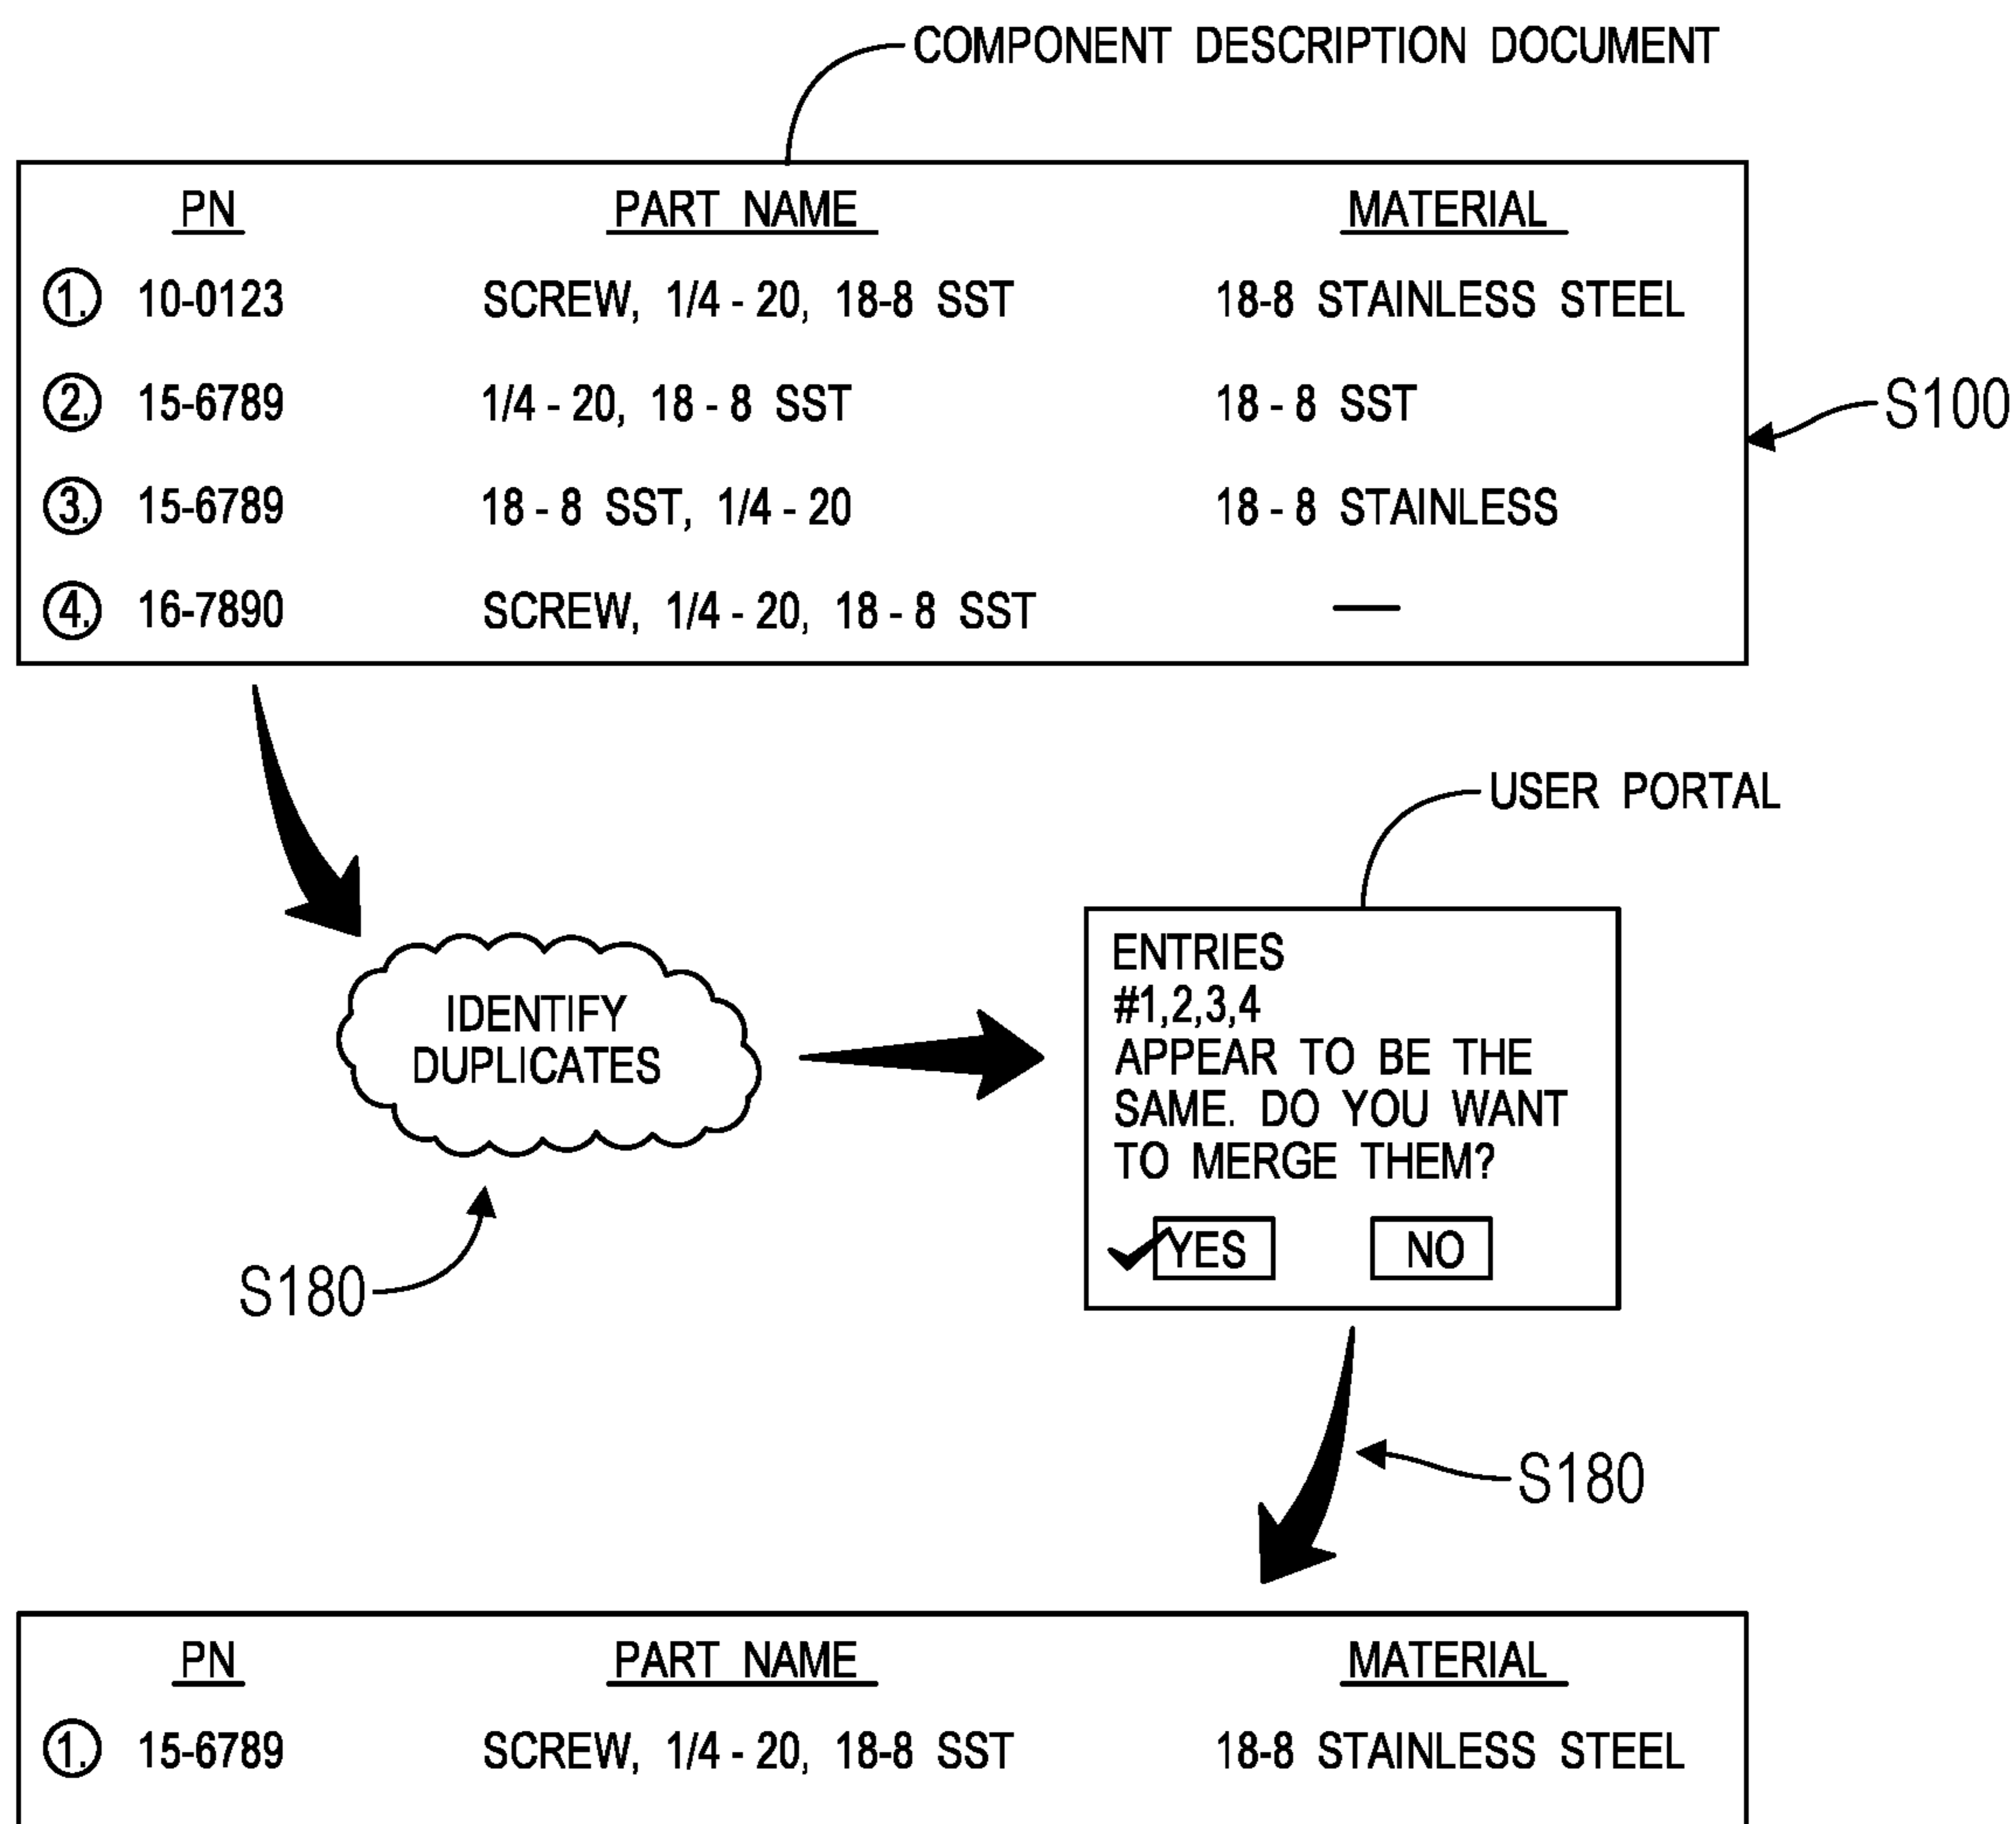 COMPONENT DESCRIPTION DOCUMENT
PN PART NAME MATERIAL
1. 10-0123 SCREW, 1/4 - 20, 18-8 SST 18-8 STAINLESS STEEL
2. 15-6789 1/4 - 20, 18 - 8 SST 18 - 8 SST
S100
3. 15-6789 18 - 8 SST, 1/4 - 20 18 - 8 STAINLESS
4. 16-7890 SCREW, 1/4 - 20, 18 - 8 SST —
USER PORTAL
IDENTIFY
DUPLICATES
S180
ENTRIES
#1,2,3,4
APPEAR TO BE THE
SAME. DO YOU WANT
TO MERGE THEM?
YES NO
S180
PN PART NAME MATERIAL
1. 15-6789 SCREW, 1/4 - 20, 18-8 SST 18-8 STAINLESS STEEL